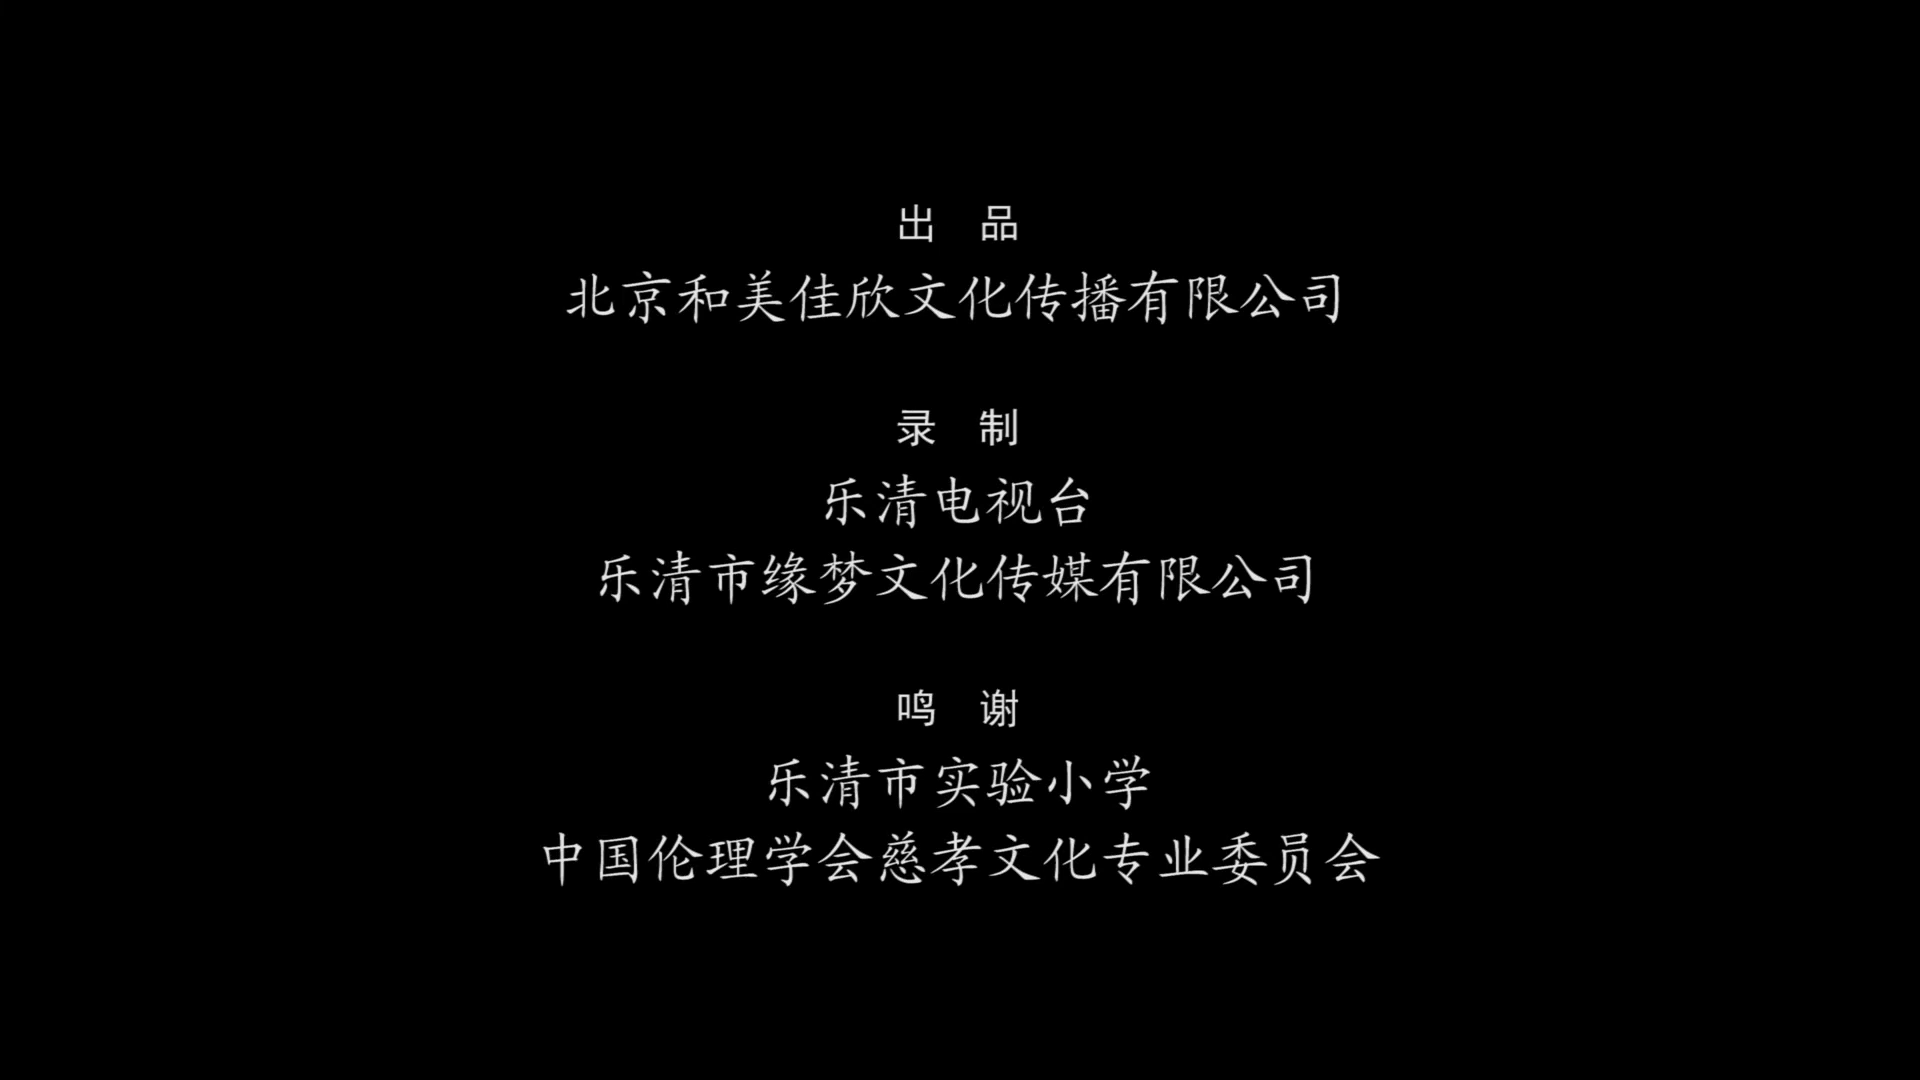 出 品
北京和美佳欣文化传播有限公司
录 制
乐清电视台
乐清市缘梦文化传媒有限公司
鸣 谢
乐清市实验小学
中国伦理学会慈孝文化专业委员会